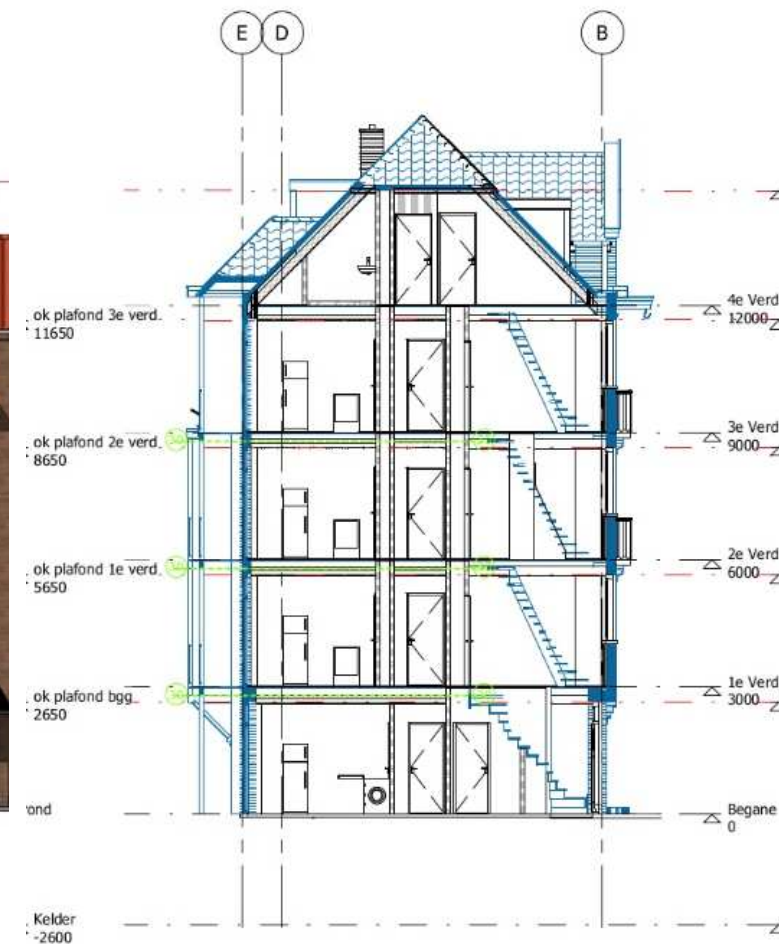 E D B
ok plafond 3e verd.
11650
4e Verd
12000
ok plafond 2e verd.
8650
3e Verd
9000
ok plafond 1e verd.
5650
2e Verd
6000
ok plafond bgg
2650
1e Verd
3000
ond
Begane
0
Kelder
-2600